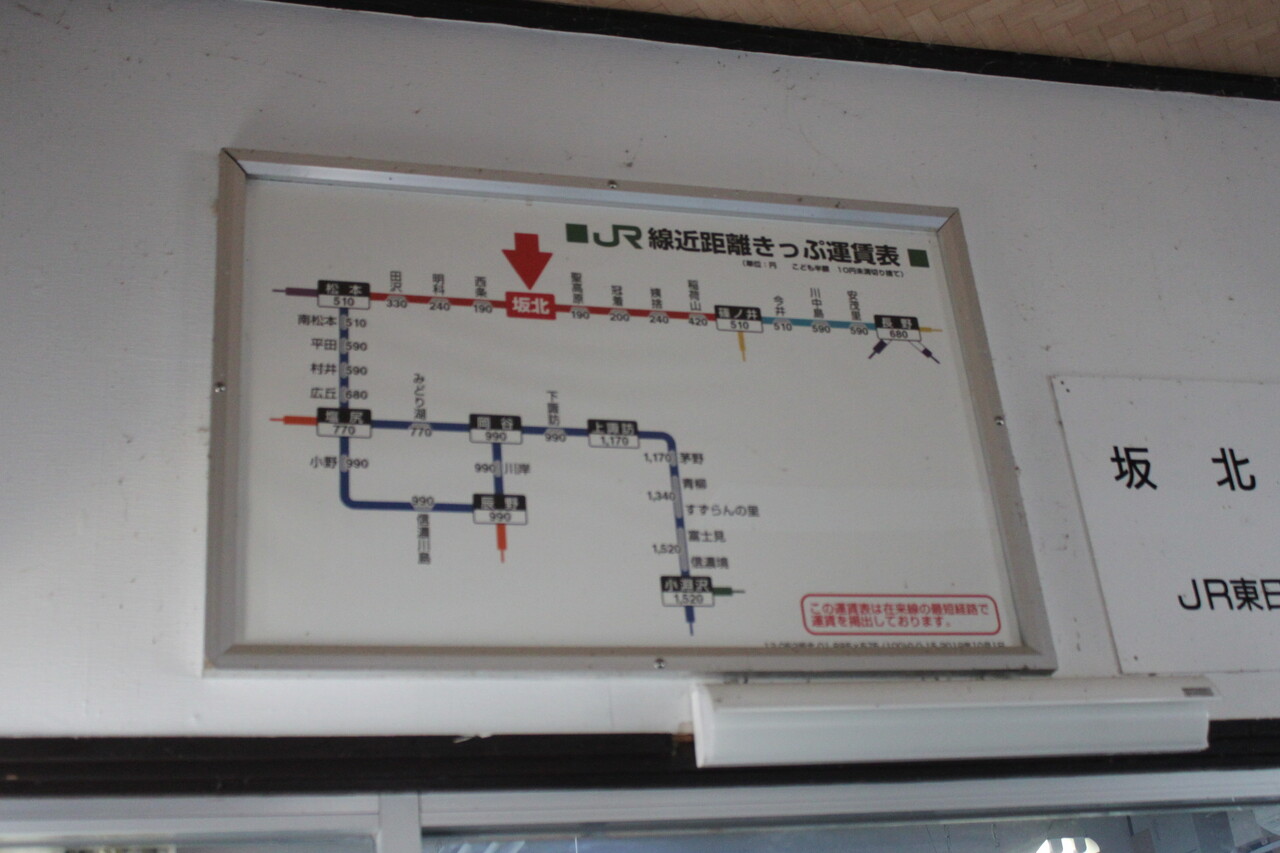 JR線近距離きっぷ運賃表
(単位:円 こども半額 10円未満切り捨て)
松本 510
田沢 330
明科 240
西条 190
坂北
聖高原 190
冠着 200
姨捨 240
稲荷山 420
篠ノ井 510
今井 510
川中島 590
安茂里 590
長野 680
南松本 510
平田 590
村井 590
広丘 680
塩尻 770
みどり湖 770
岡谷 990
下諏訪 990
上諏訪 1,170
1,170 茅野
青柳
1,340
すずらんの里
富士見
1,520
信濃境
小淵沢 1,520
小野 990
990 川岸
990 信濃川島
辰野 990
この運賃表は在来線の最短経路で
運賃を掲出しております。
坂 北
JR東日